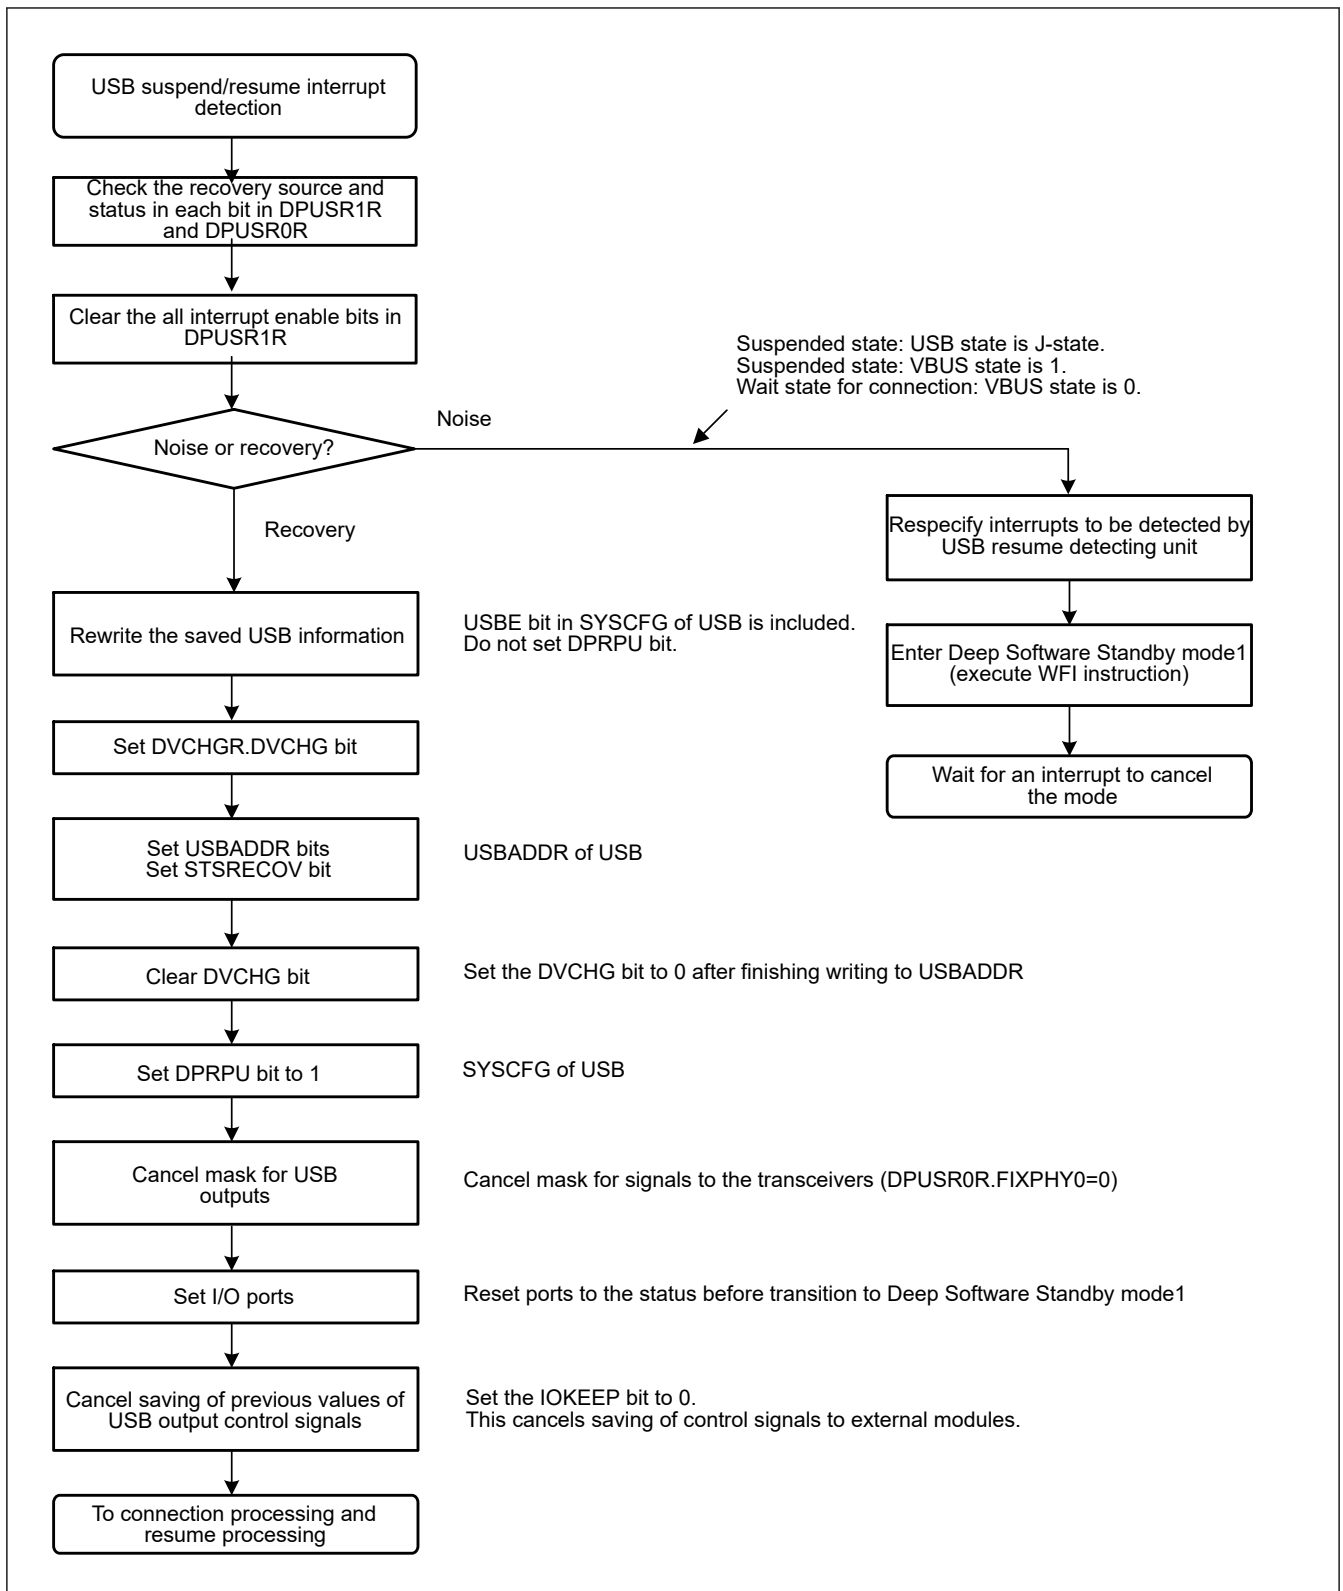 USB suspend/resume interrupt
detection
Check the recovery source and
status in each bit in DPUSR1R
and DPUSR0R
Clear the all interrupt enable bits in
DPUSR1R
Suspended state: USB state is J-state.
Suspended state: VBUS state is 1.
Wait state for connection: VBUS state is 0.
Noise
Noise or recovery?
Recovery
Respecify interrupts to be detected by
USB resume detecting unit
Enter Deep Software Standby mode1
(execute WFI instruction)
Wait for an interrupt to cancel
the mode
Rewrite the saved USB information
USBE bit in SYSCFG of USB is included.
Do not set DPRPU bit.
Set DVCHGR.DVCHG bit
Set USBADDR bits
Set STSRECOV bit
USBADDR of USB
Clear DVCHG bit
Set the DVCHG bit to 0 after finishing writing to USBADDR
Set DPRPU bit to 1
SYSCFG of USB
Cancel mask for USB
outputs
Cancel mask for signals to the transceivers (DPUSR0R.FIXPHY0=0)
Set I/O ports
Reset ports to the status before transition to Deep Software Standby mode1
Cancel saving of previous values of
USB output control signals
Set the IOKEEP bit to 0.
This cancels saving of control signals to external modules.
To connection processing and
resume processing